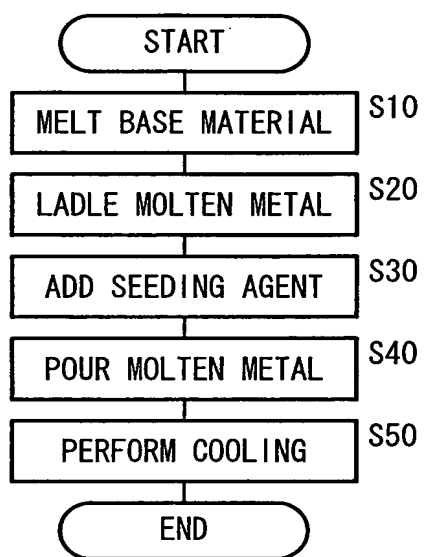 START
MELT BASE MATERIAL S10
LADLE MOLTEN METAL S20
ADD SEEDING AGENT S30
POUR MOLTEN METAL S40
PERFORM COOLING S50
END